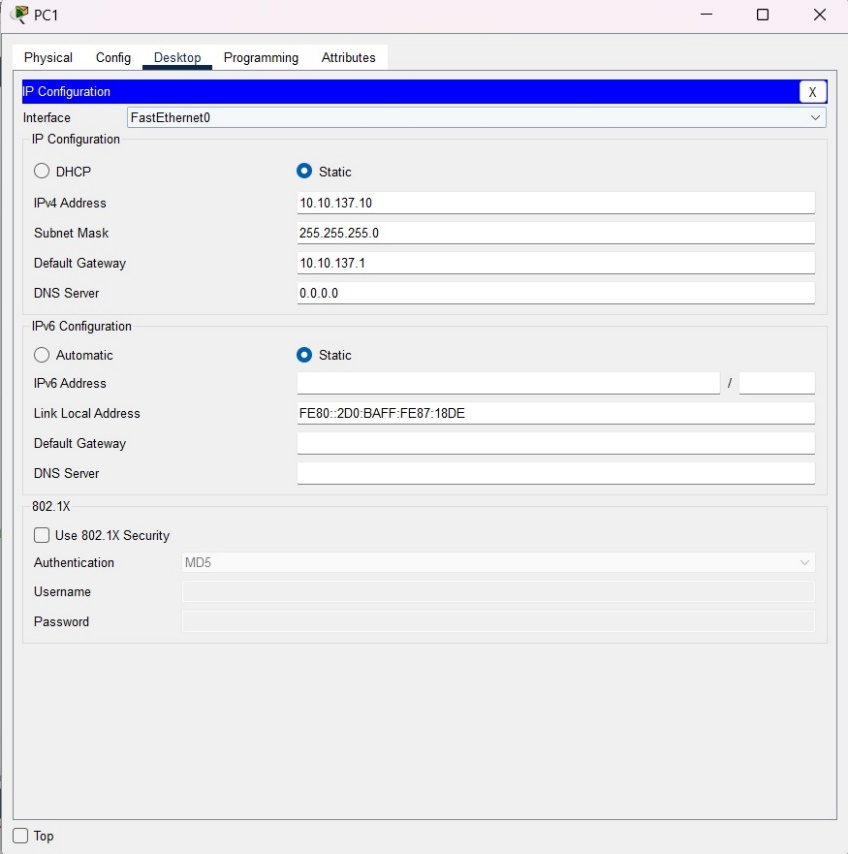 PC1
Physical Config Desktop Programming Attributes
IP Configuration X
Interface FastEthernet0
IP Configuration
DHCP Static
IPv4 Address 10.10.137.10
Subnet Mask 255.255.255.0
Default Gateway 10.10.137.1
DNS Server 0.0.0.0
IPv6 Configuration
Automatic Static
IPv6 Address /
Link Local Address FE80::2D0:BAFF:FE87:18DE
Default Gateway
DNS Server
802.1X
Use 802.1X Security
Authentication MD5
Username
Password
Top